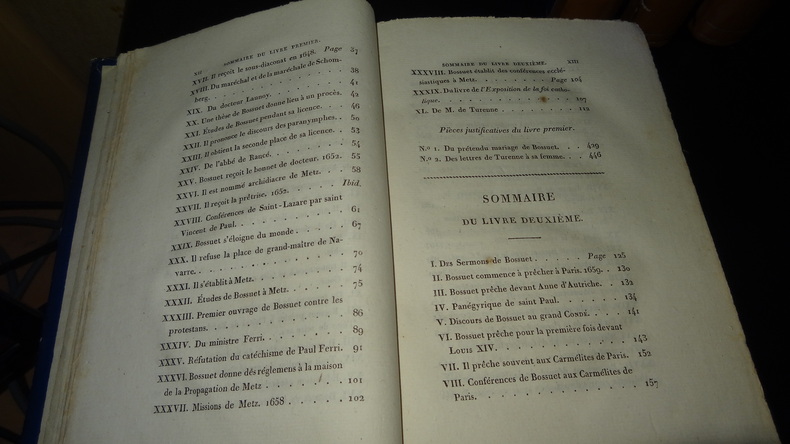 XII SOMMAIRE DU LIVRE PREMIER.
XVII. Il reçoit le sous-diaconat en 1648. Page 37
XVIII. Du maréchal et de la maréchale de Schom-
berg. . . . . . . . . . 38
XIX. Du docteur Launoy. . . . . . 41
XX. Une thèse de Bossuet donne lieu à un procès. 42
XXI. Études de Bossuet pendant sa licence. . . . 46
XXII. Il prononce le discours des paranymphes. . 50
XXIII. Il obtient la seconde place de sa licence. . 53
XXIV. De l'abbé de Rancé. . . . . . 54
XXV. Bossuet reçoit le bonnet de docteur. 1652. 55
XXVI. Il est nommé archidiacre de Metz. . . . 58
XXVII. Il reçoit la prêtrise. 1652. . . . . Ibid.
XXVIII. Conférences de Saint-Lazare par saint
Vincent de Paul. . . . . . . . 61
XXIX. Bossuet s'éloigne du monde. . . . . 67
XXX. Il refuse la place de grand-maître de Na-
varre. . . . . . . . . . 70
XXXI. Il s'établit à Metz. . . . . . . 74
XXXII. Études de Bossuet à Metz. . . . . 75
XXXIII. Premier ouvrage de Bossuet contre les
protestans. . . . . . . . . . 86
XXXIV. Du ministre Ferri. . . . . . . 89
XXXV. Réfutation du catéchisme de Paul Ferri. 91
XXXVI. Bossuet donne dés réglemens à la maison
de la Propagation de Metz . . . . . . 101
XXXVII. Missions de Metz. 1658 . . . . . 102
SOMMAIRE DU LIVRE DEUXIÈME. XIII
XXXVIII. Bossuet établit des conférences ecclé-
siastiques à Metz. . . . . . . Page 104
XXXIX. Du livre de l'Exposition de la foi catho-
lique. . . . . . . . . . 107
XL. De M. de Turenne . . . . . . . 112
Pièces justificatives du livre premier.
N.º 1. Du prétendu mariage de Bossuet. . . . 429
N.º 2. Des lettres de Turenne à sa femme. . . . 446
SOMMAIRE
DU LIVRE DEUXIÈME.
I. Des Sermons de Bossuet . . . . . Page 125
II. Bossuet commence à prêcher à Paris. 1659. . 130
III. Bossuet prêche devant Anne d'Autriche. . 132
IV. Panégyrique de saint Paul. . . . . . 134
V. Discours de Bossuet au grand Condé. . . . 141
VI. Bossuet prêche pour la première fois devant
Louis XIV. . . . . . . . . . 143
VII. Il prêche souvent aux Carmélites de Paris. 152
VIII. Conférences de Bossuet aux Carmélites de
Paris. . . . . . . . . . . 157